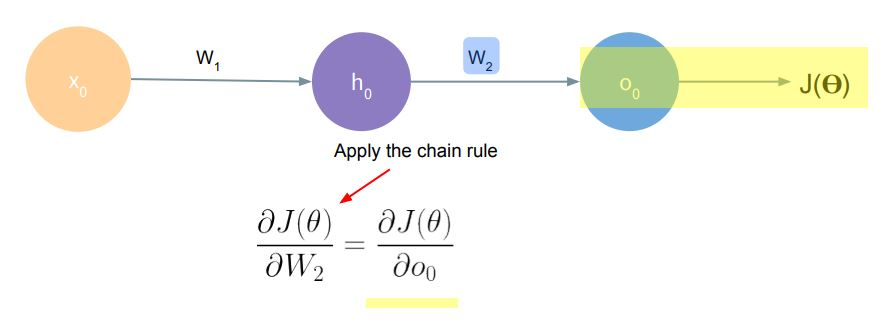 W₁ W₂
x₀ h₀ o₀ J(Θ)
Apply the chain rule
∂J(θ)/∂W₂ = ∂J(θ)/∂o₀